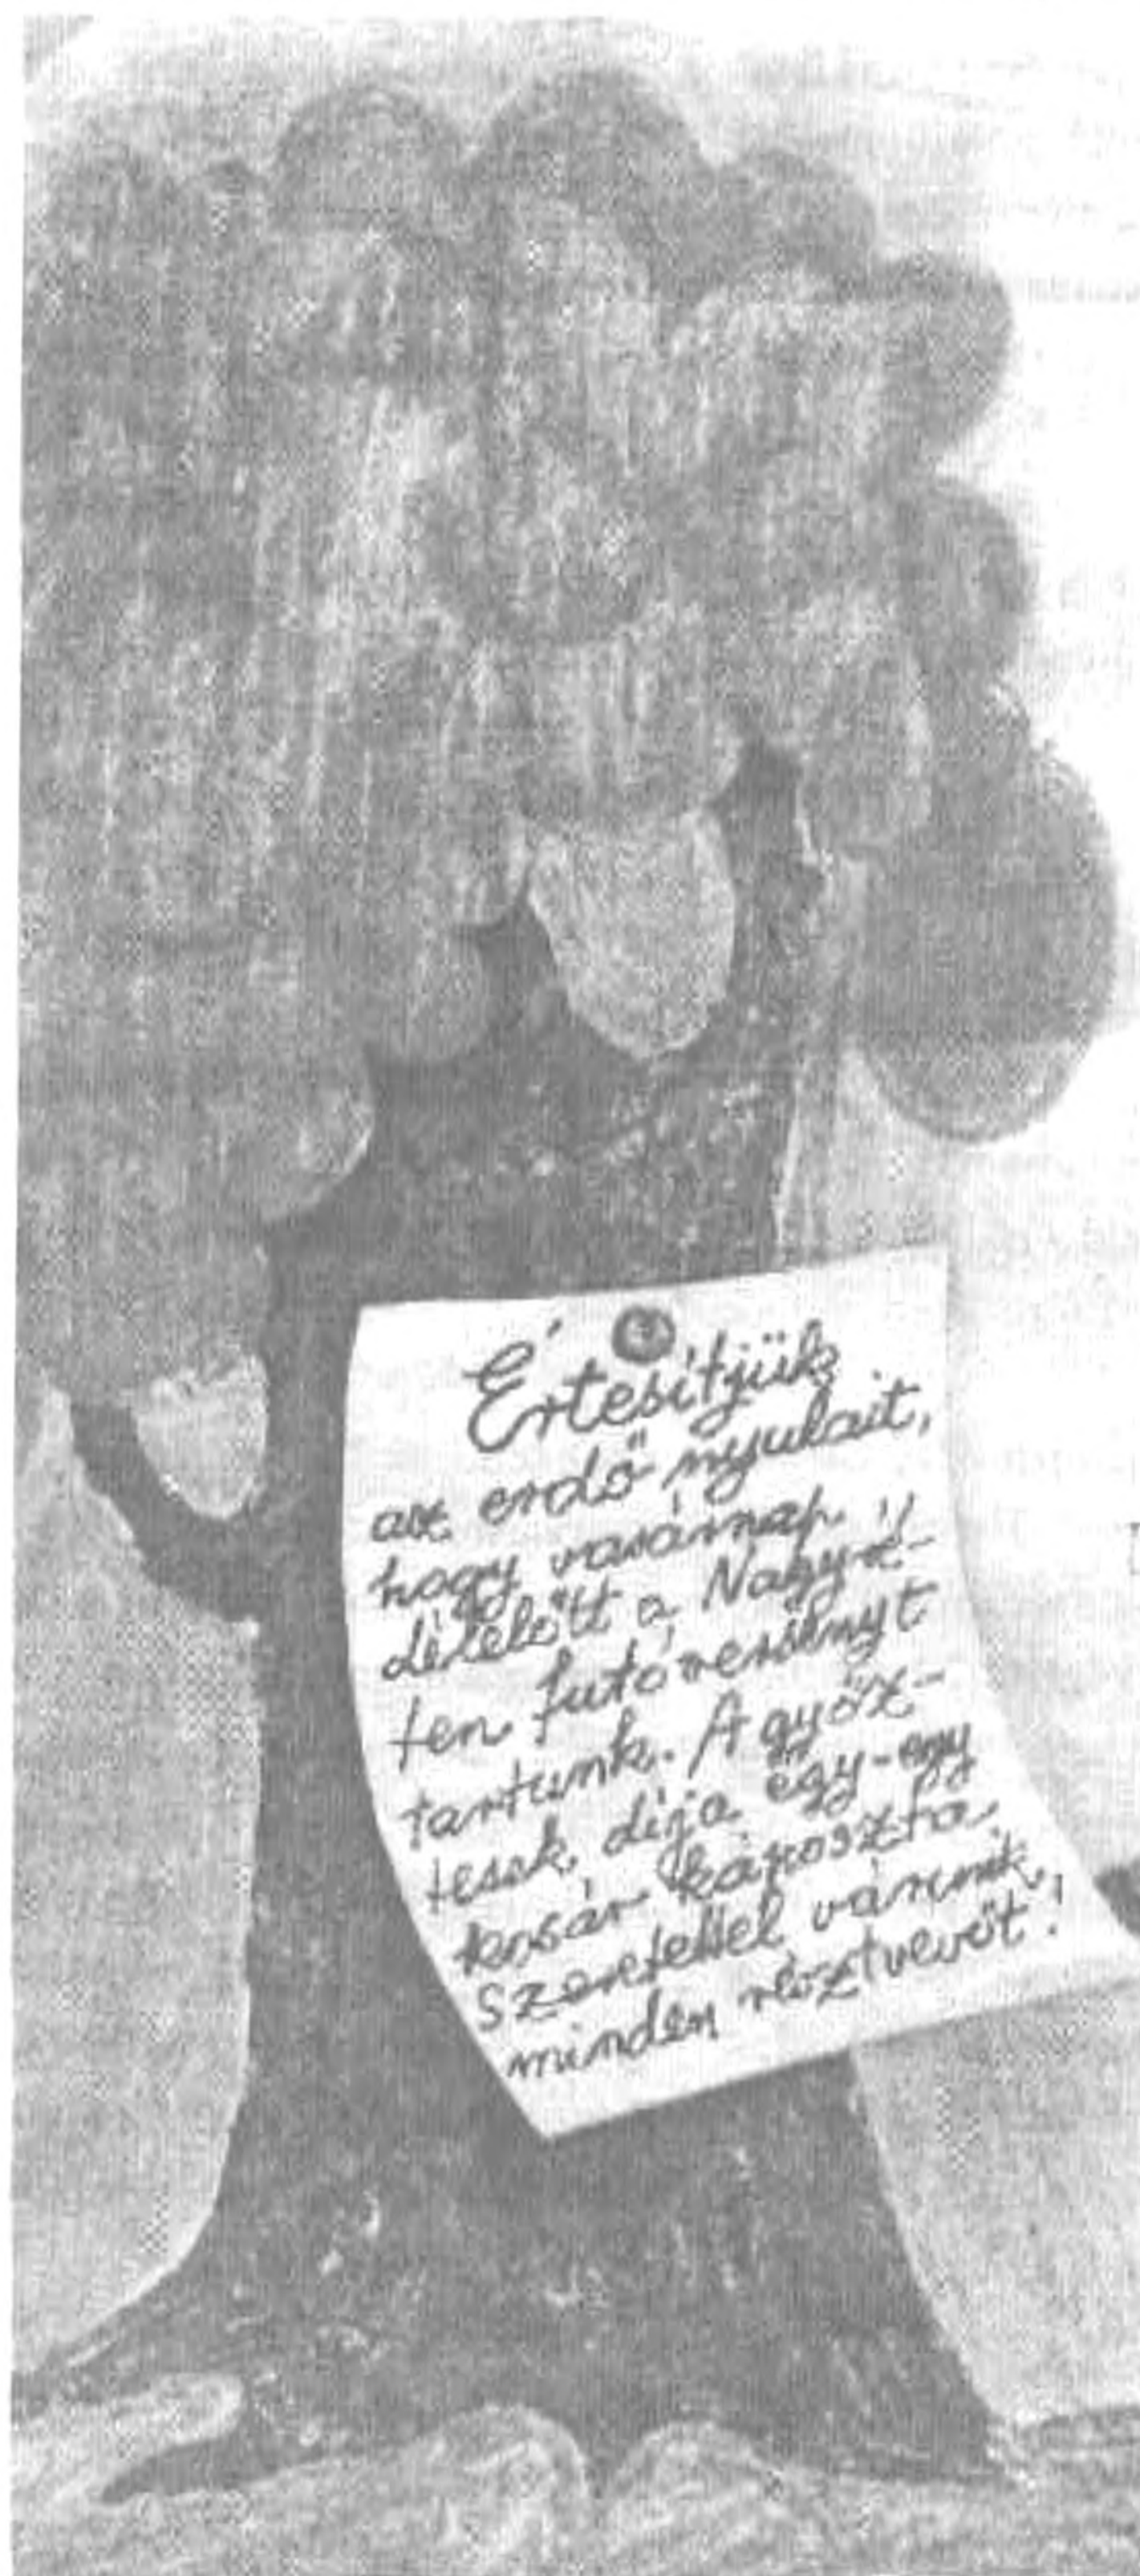 Értesítjük
az erdő nyulait,
hogy vasárnap
délelőtt a Nagyré-
ten futóversenyt
tartunk. A győz-
tesek díja egy-egy
kosár káposzta.
Szeretettel várunk
minden résztvevőt!